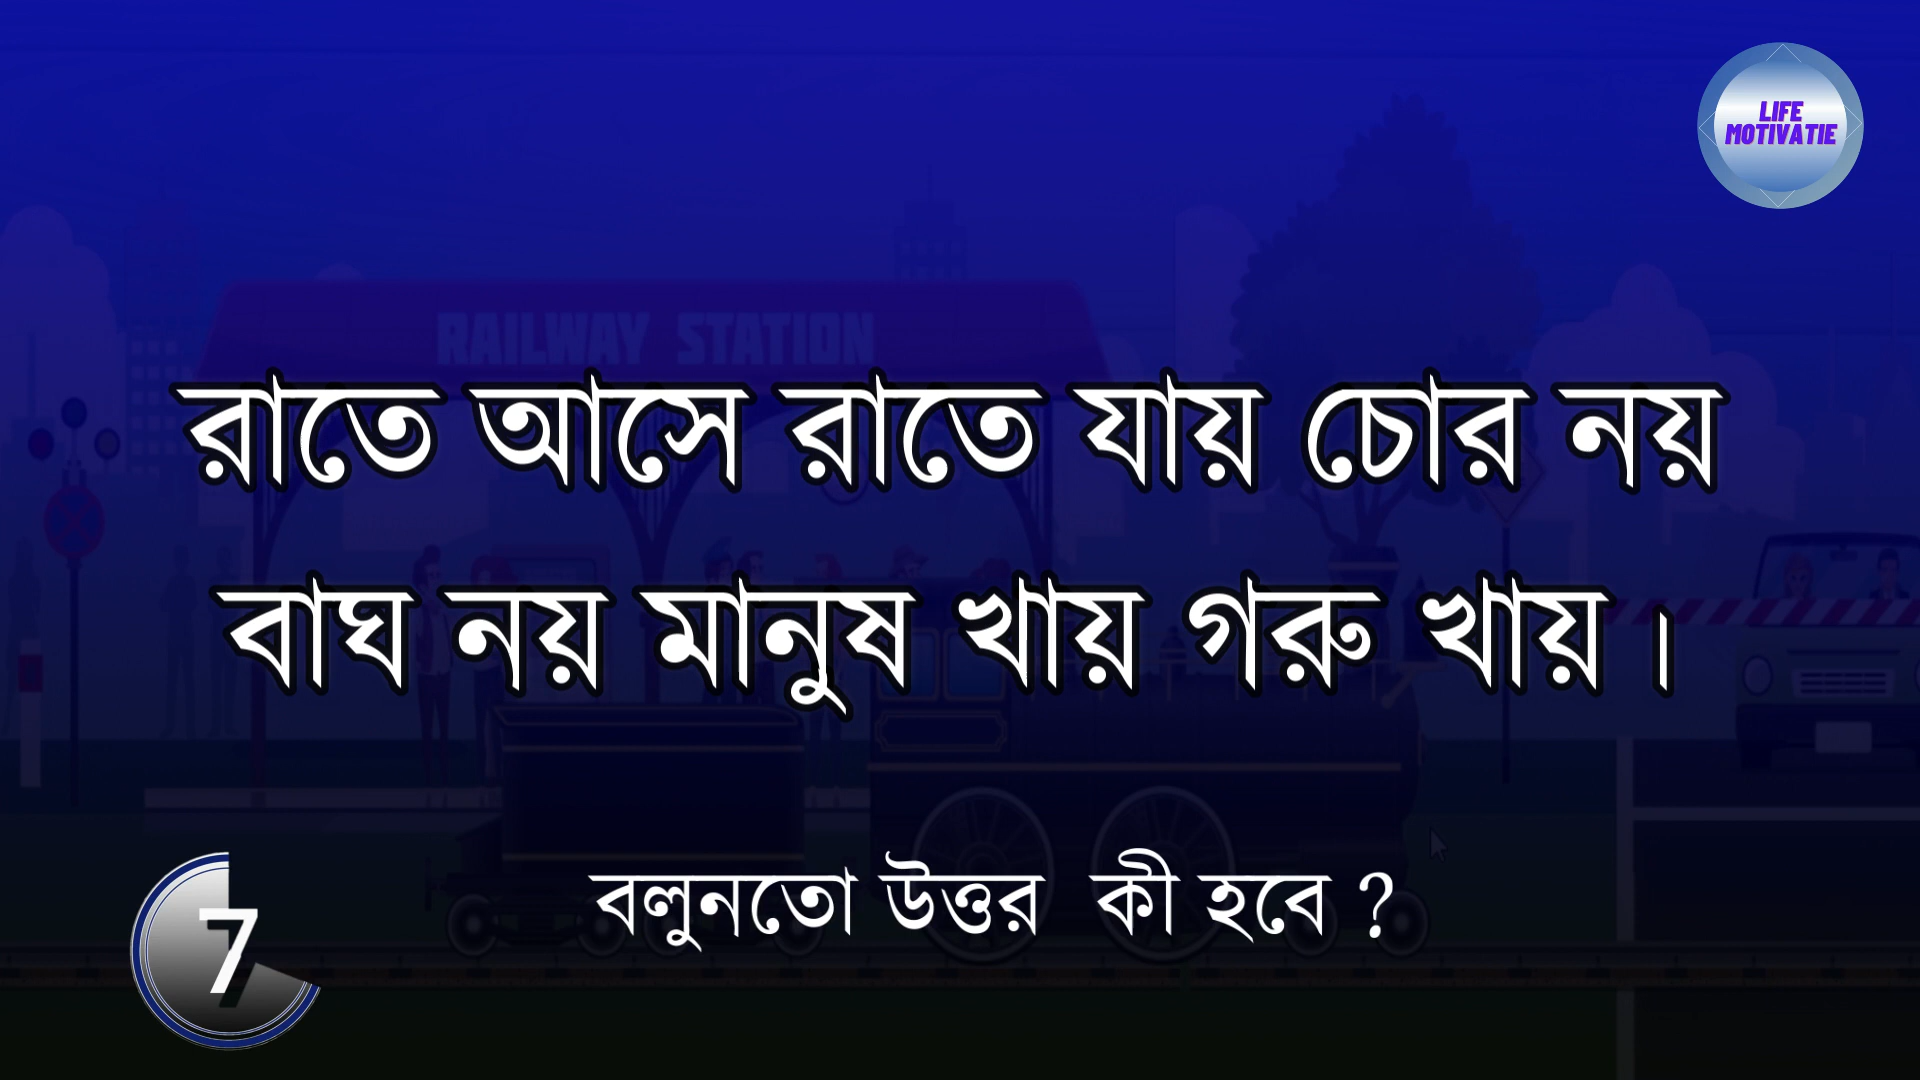 LIFE
MOTIVATIE
RAILWAY STATION
রাতে আসে রাতে যায় চোর নয়
বাঘ নয় মানুষ খায় গরু খায় ।
বলুনতো উত্তর কী হবে ?
7